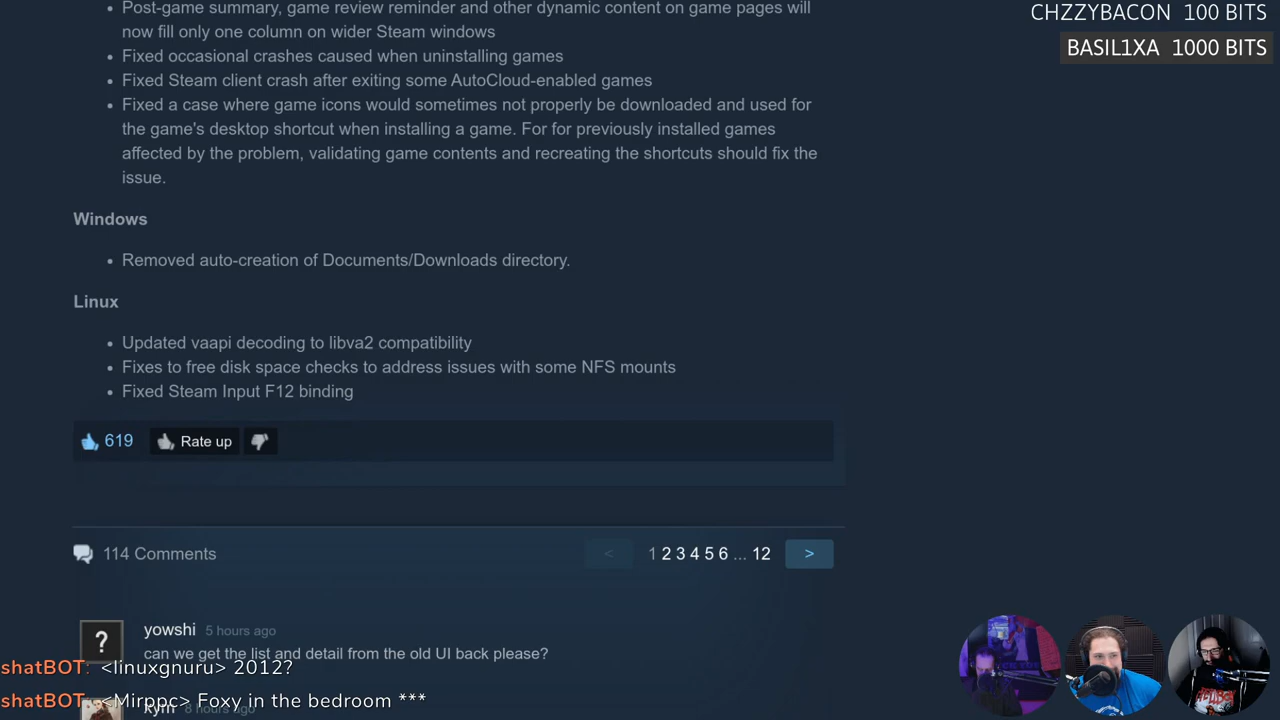 Post-game summary, game review reminder and other dynamic content on game pages will
now fill only one column on wider Steam windows
Fixed occasional crashes caused when uninstalling games
Fixed Steam client crash after exiting some AutoCloud-enabled games
Fixed a case where game icons would sometimes not properly be downloaded and used for
the game's desktop shortcut when installing a game. For for previously installed games
affected by the problem, validating game contents and recreating the shortcuts should fix the
issue.
Windows
Removed auto-creation of Documents/Downloads directory.
Linux
Updated vaapi decoding to libva2 compatibility
Fixes to free disk space checks to address issues with some NFS mounts
Fixed Steam Input F12 binding
619 Rate up
114 Comments < 1 2 3 4 5 6 ... 12 >
yowshi 5 hours ago
can we get the list and detail from the old UI back please?
8 hours ago
shatBOT: <linuxgnuru> 2012?
shatBOT: <Mirppc> Foxy in the bedroom ***
CHZZYBACON 100 BITS
BASIL1XA 1000 BITS